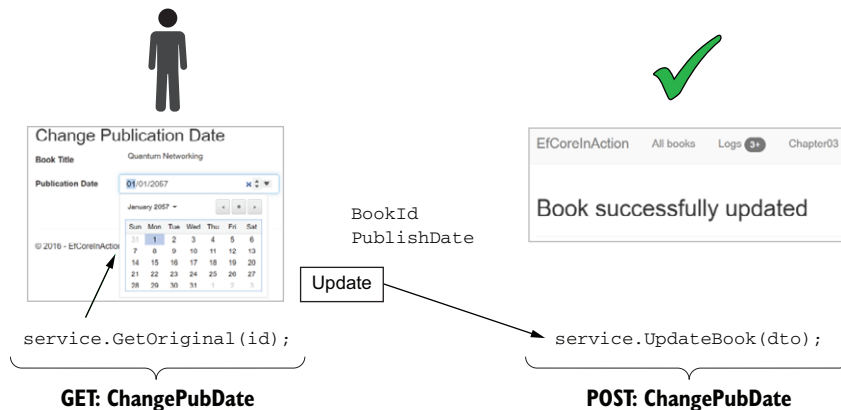 Change Publication Date
Book Title Quantum Networking
Publication Date 01/01/2057
January 2057
Sun Mon Tue Wed Thu Fri Sat
31 1 2 3 4 5 6
7 8 9 10 11 12 13
14 15 16 17 18 19 20
21 22 23 24 25 26 27
28 29 30 31 1 2 3
© 2016 - EfCoreInActio
service.GetOriginal(id);
GET: ChangePubDate
BookId
PublishDate
Update
EfCoreInAction All books Logs 3+ Chapter03
Book successfully updated
service.UpdateBook(dto);
POST: ChangePubDate